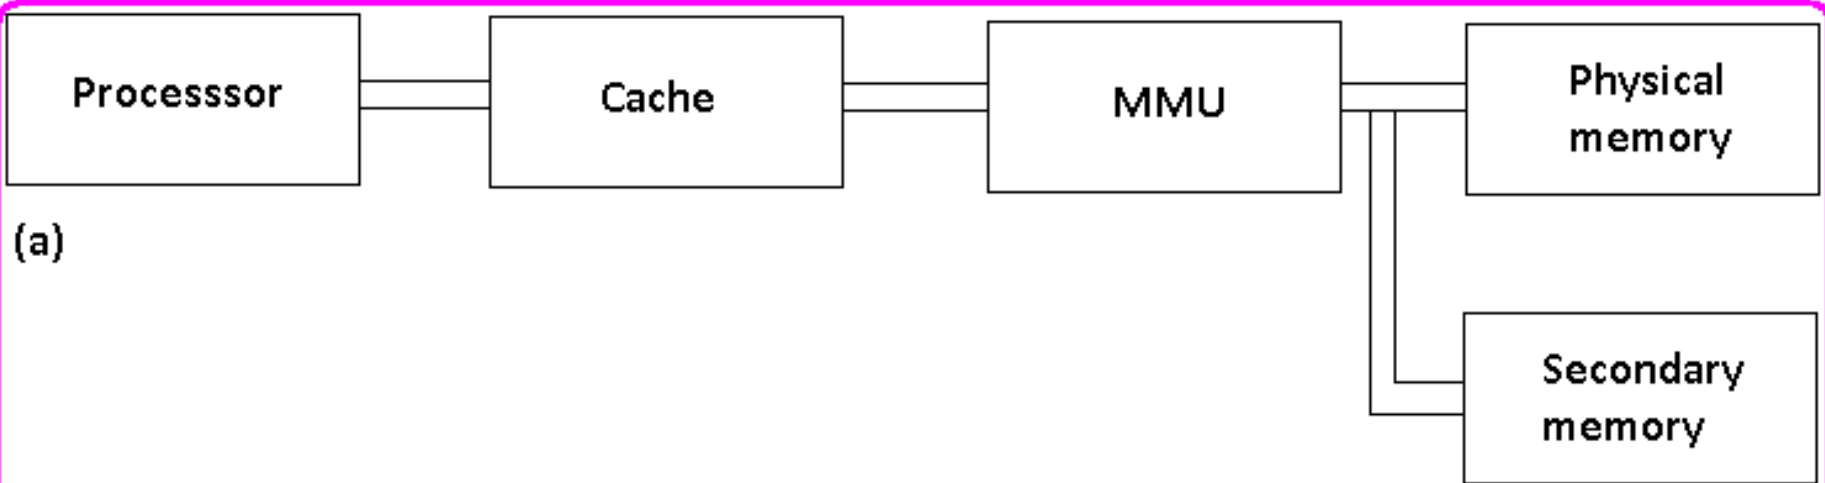 Processsor
Cache
MMU
Physical
memory
(a)
Secondary
memory